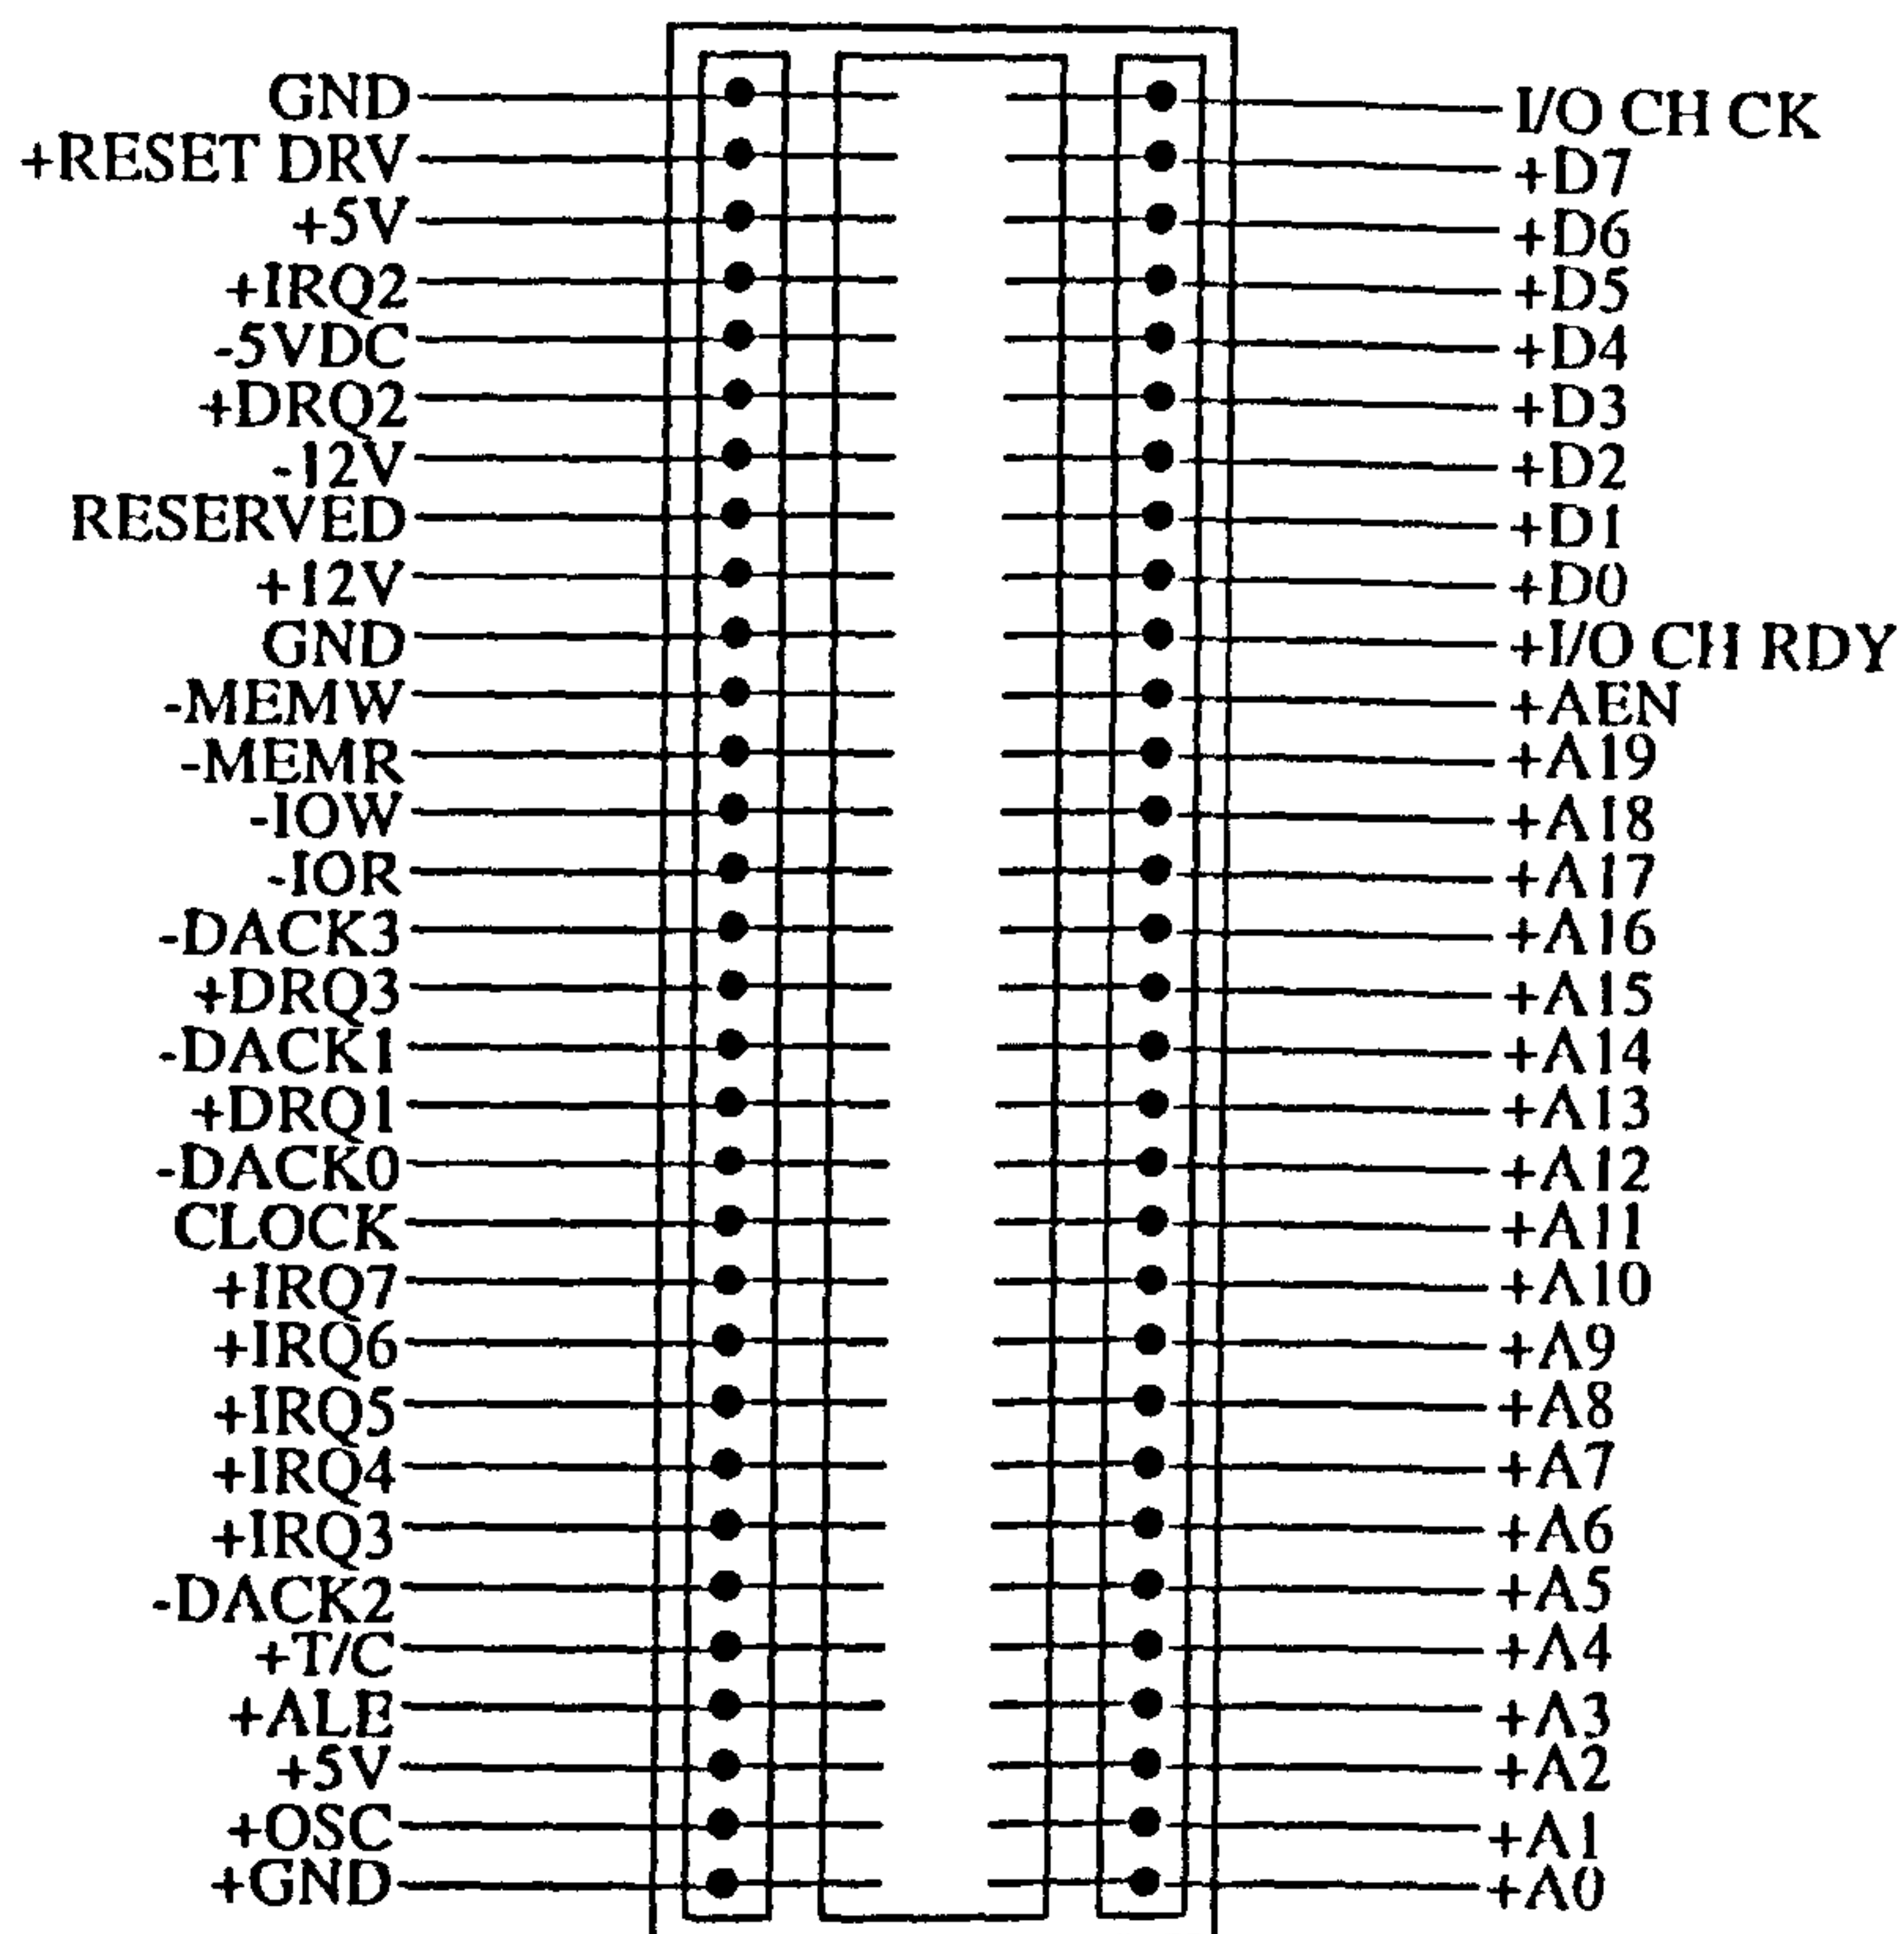 GND
I/O CH CK
+RESET DRV
+D7
+5V
+D6
+IRQ2
+D5
-5VDC
+D4
+DRQ2
+D3
-12V
+D2
RESERVED
+D1
+12V
+D0
GND
+I/O CH RDY
-MEMW
+AEN
-MEMR
+A19
-IOW
+A18
-IOR
+A17
-DACK3
+A16
+DRQ3
+A15
-DACK1
+A14
+DRQ1
+A13
-DACK0
+A12
CLOCK
+A11
+IRQ7
+A10
+IRQ6
+A9
+IRQ5
+A8
+IRQ4
+A7
+IRQ3
+A6
-DACK2
+A5
+T/C
+A4
+ALE
+A3
+5V
+A2
+OSC
+A1
+GND
+A0